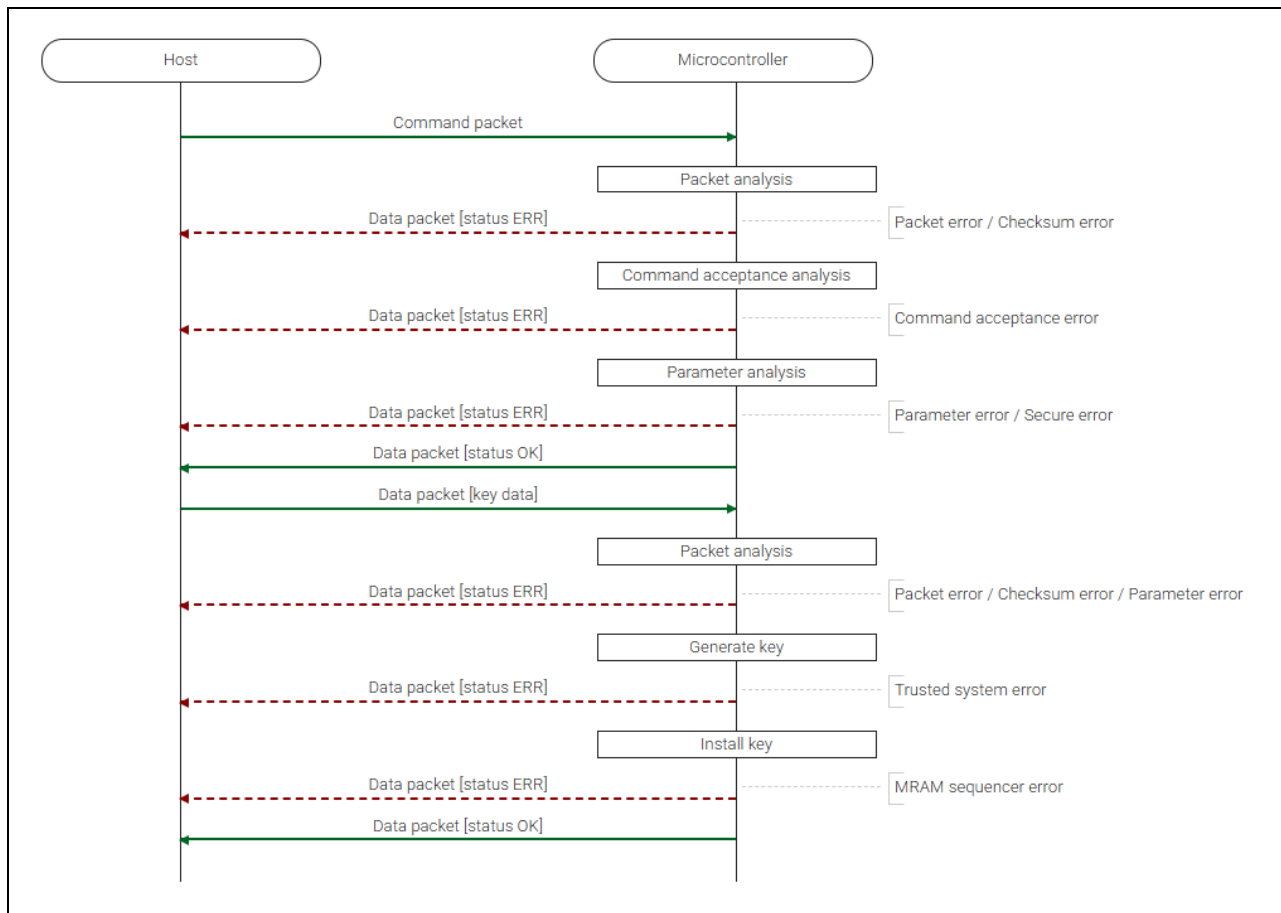 Host
Microcontroller
Command packet
Packet analysis
Data packet [status ERR]
Packet error / Checksum error
Command acceptance analysis
Data packet [status ERR]
Command acceptance error
Parameter analysis
Data packet [status ERR]
Parameter error / Secure error
Data packet [status OK]
Data packet [key data]
Packet analysis
Data packet [status ERR]
Packet error / Checksum error / Parameter error
Generate key
Data packet [status ERR]
Trusted system error
Install key
Data packet [status ERR]
MRAM sequencer error
Data packet [status OK]